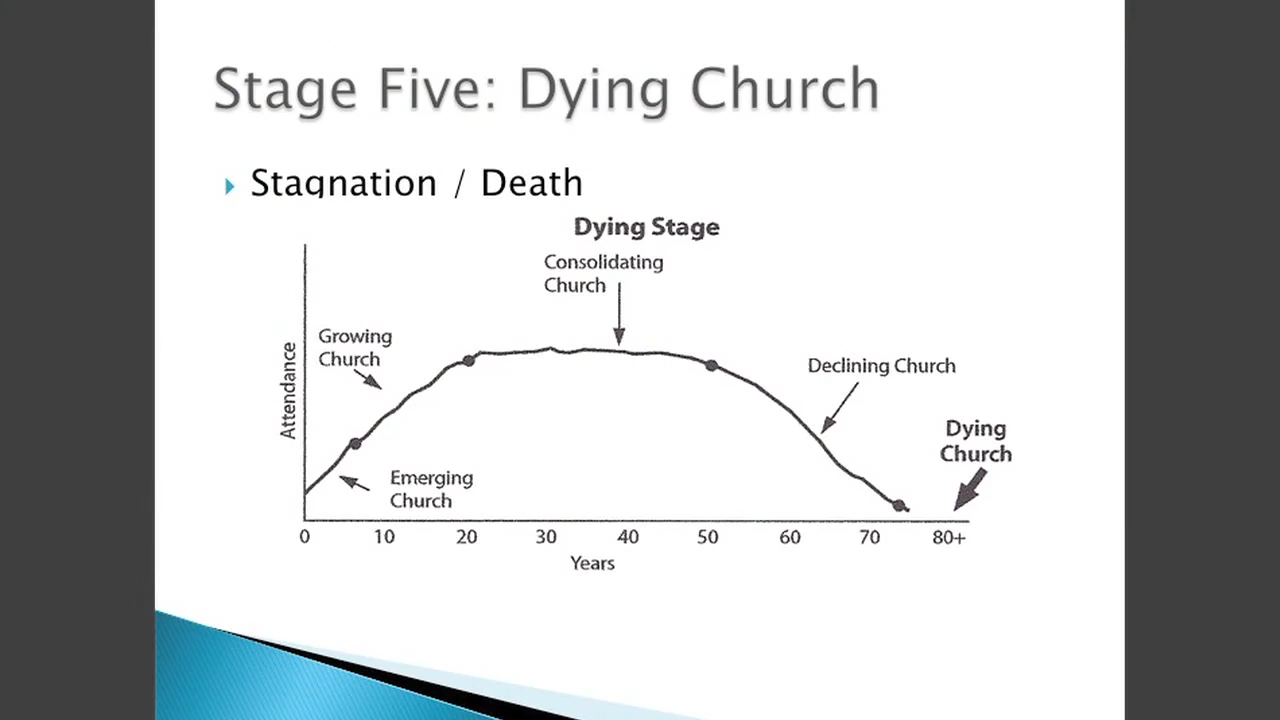 Stage Five: Dying Church
Stagnation / Death
Dying Stage
Consolidating
Church
Growing
Church
Declining Church
Dying
Church
Emerging
Church
Attendance
0 10 20 30 40 50 60 70 80+
Years